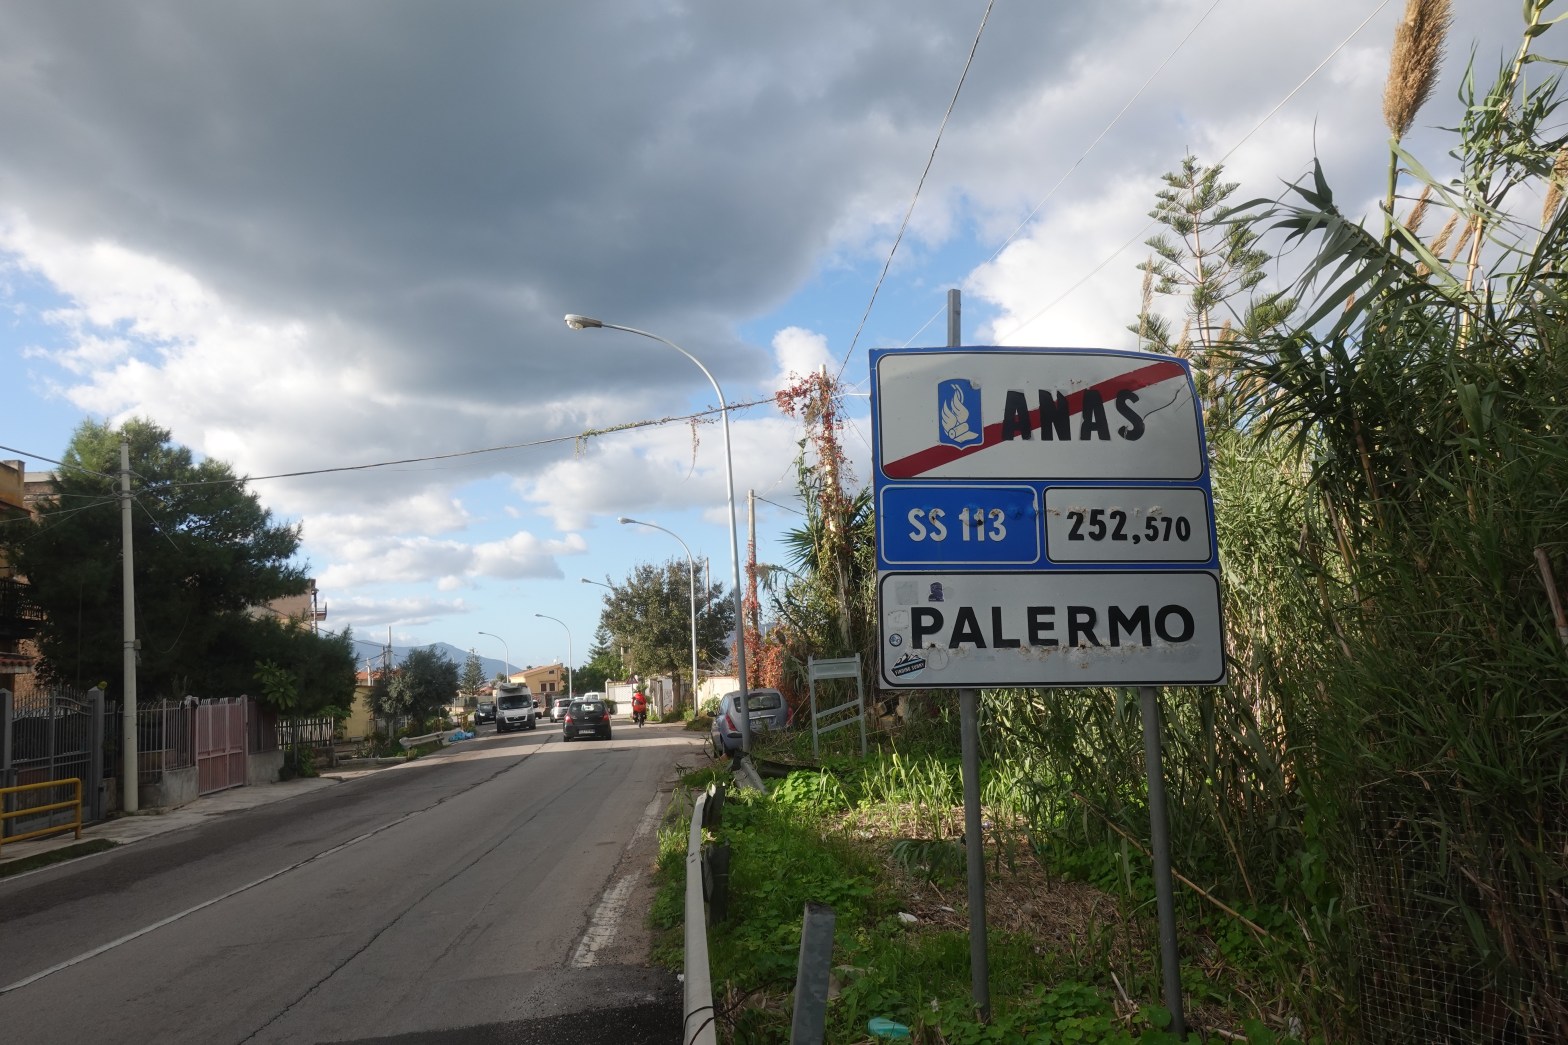 ANAS
SS 113
252,570
PALERMO